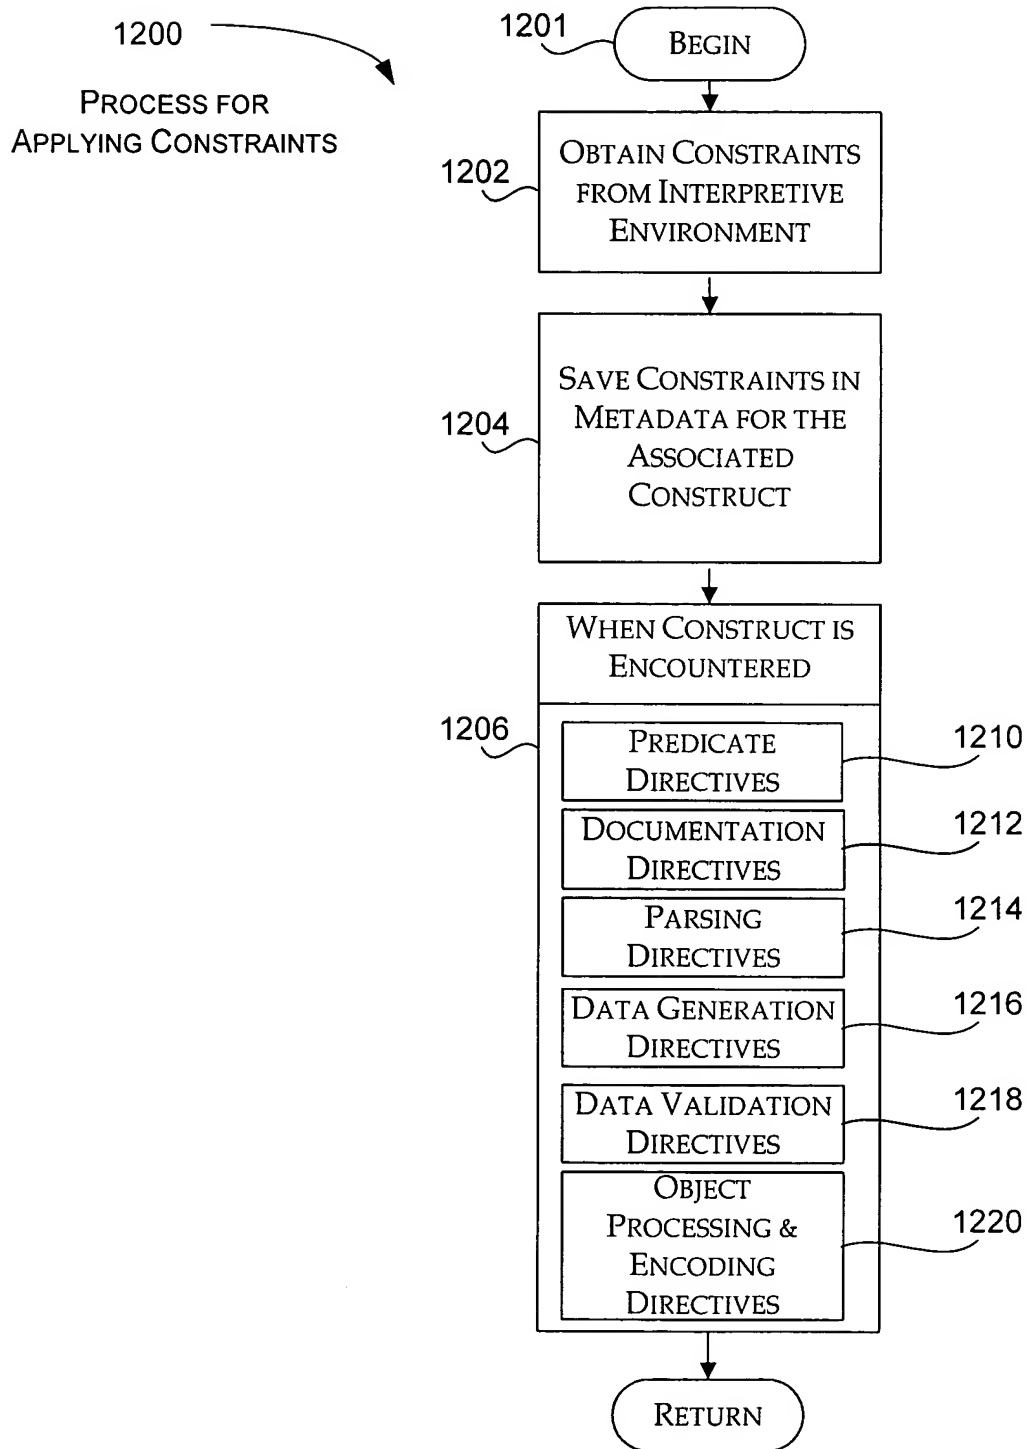 1200
PROCESS FOR
APPLYING CONSTRAINTS
1201
BEGIN
1202
OBTAIN CONSTRAINTS
FROM INTERPRETIVE
ENVIRONMENT
1204
SAVE CONSTRAINTS IN
METADATA FOR THE
ASSOCIATED
CONSTRUCT
WHEN CONSTRUCT IS
ENCOUNTERED
1206
PREDICATE
DIRECTIVES
1210
DOCUMENTATION
DIRECTIVES
1212
PARSING
DIRECTIVES
1214
DATA GENERATION
DIRECTIVES
1216
DATA VALIDATION
DIRECTIVES
1218
OBJECT
PROCESSING &
ENCODING
DIRECTIVES
1220
RETURN